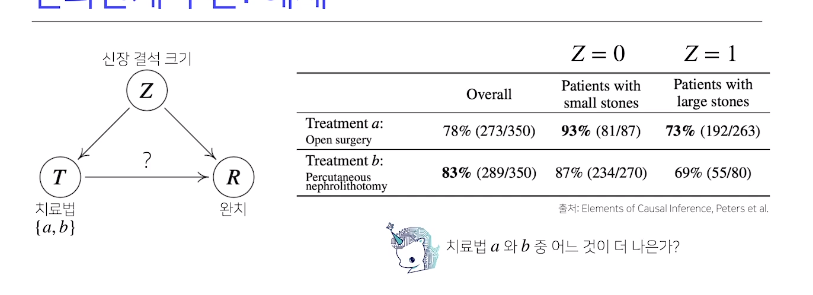 신장 결석 크기
Z
?
T
R
치료법
{a, b}
완치
Z = 0
Z = 1
Overall
Patients with
small stones
Patients with
large stones
Treatment a:
Open surgery
78% (273/350)
93% (81/87)
73% (192/263)
Treatment b:
Percutaneous
nephrolithotomy
83% (289/350)
87% (234/270)
69% (55/80)
출처: Elements of Causal Inference, Peters et al.
치료법 a 와 b 중 어느 것이 더 나은가?